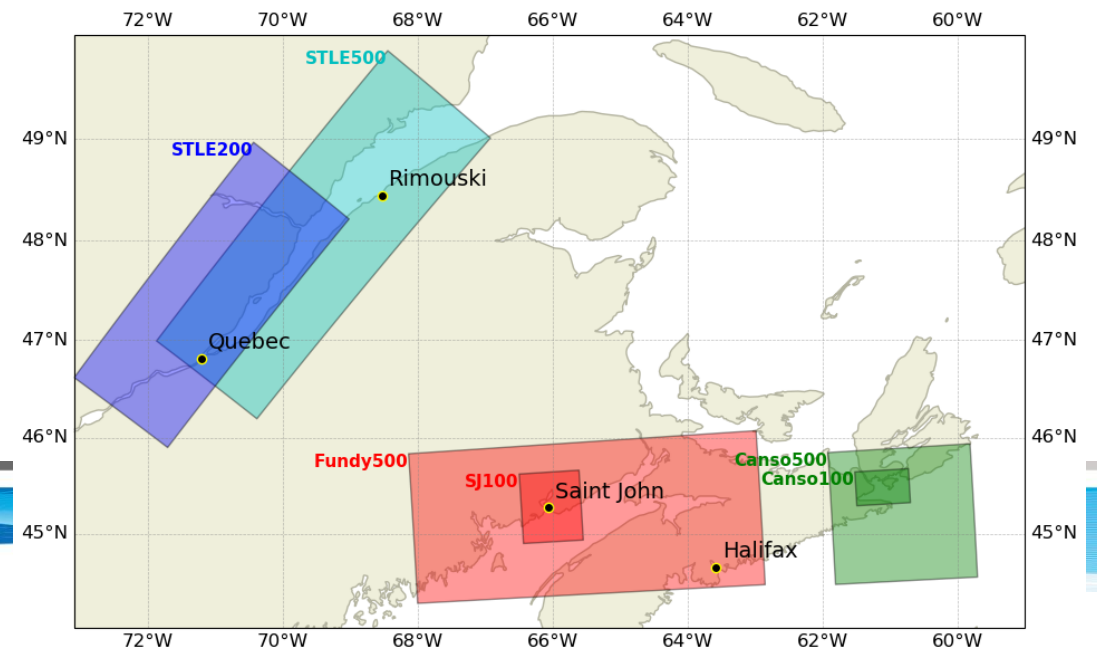 72°W 70°W 68°W 66°W 64°W 62°W 60°W
STLE500
49°N 49°N
STLE200
Rimouski
48°N 48°N
47°N Quebec 47°N
46°N 46°N
Fundy500 Canso500
SJ100 Canso100
Saint John
45°N 45°N
Halifax
72°W 70°W 68°W 66°W 64°W 62°W 60°W